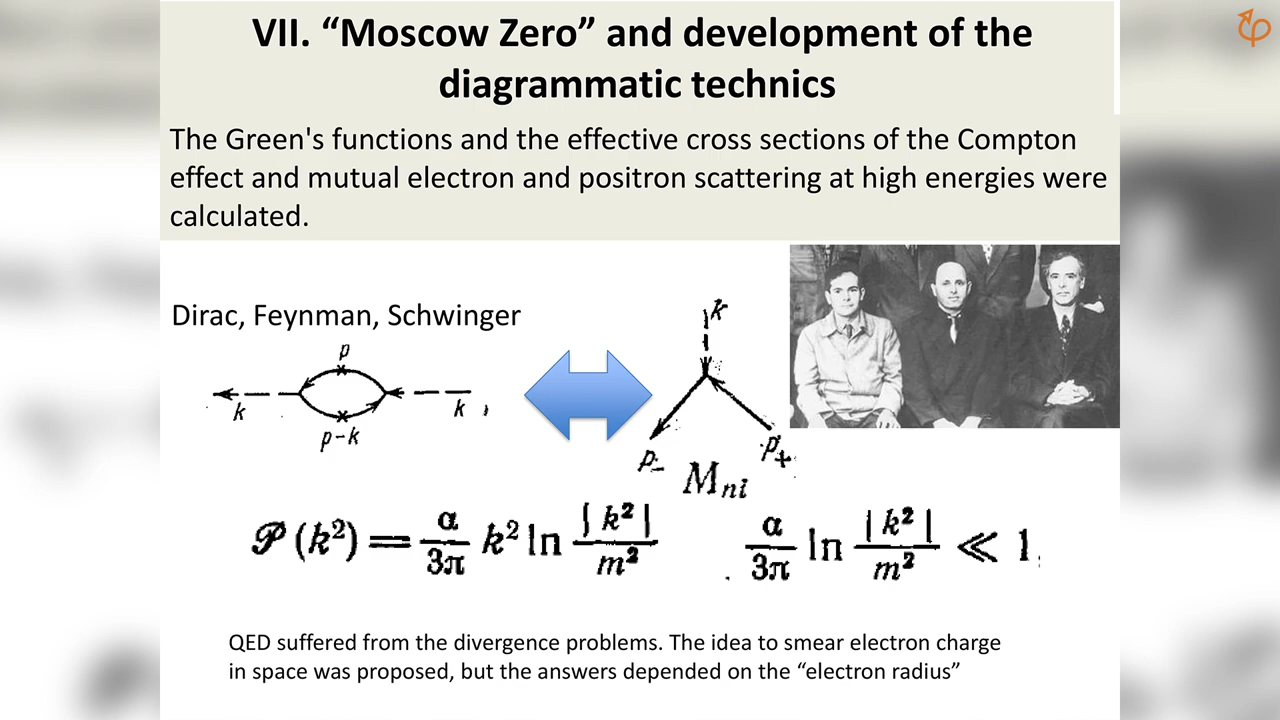 VII. “Moscow Zero” and development of the
diagrammatic technics
The Green's functions and the effective cross sections of the Compton
effect and mutual electron and positron scattering at high energies were
calculated.
Dirac, Feynman, Schwinger
k
p
k
k
p-k
p_
p₊
M_{ni}
𝒫(k²) = α/3π k² ln |k²|/m²
α/3π ln |k²|/m² ≪ 1
QED suffered from the divergence problems. The idea to smear electron charge
in space was proposed, but the answers depended on the “electron radius”